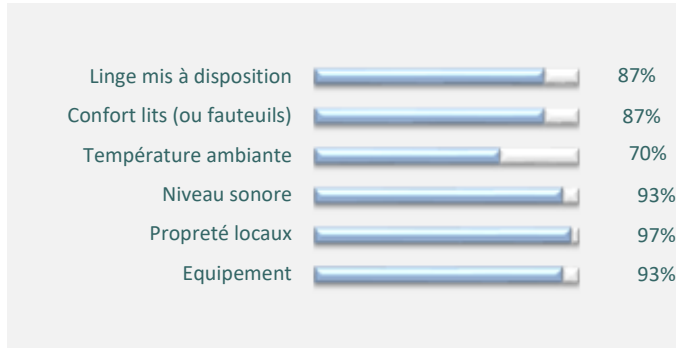 Linge mis à disposition 87%
Confort lits (ou fauteuils) 87%
Température ambiante 70%
Niveau sonore 93%
Propreté locaux 97%
Equipement 93%